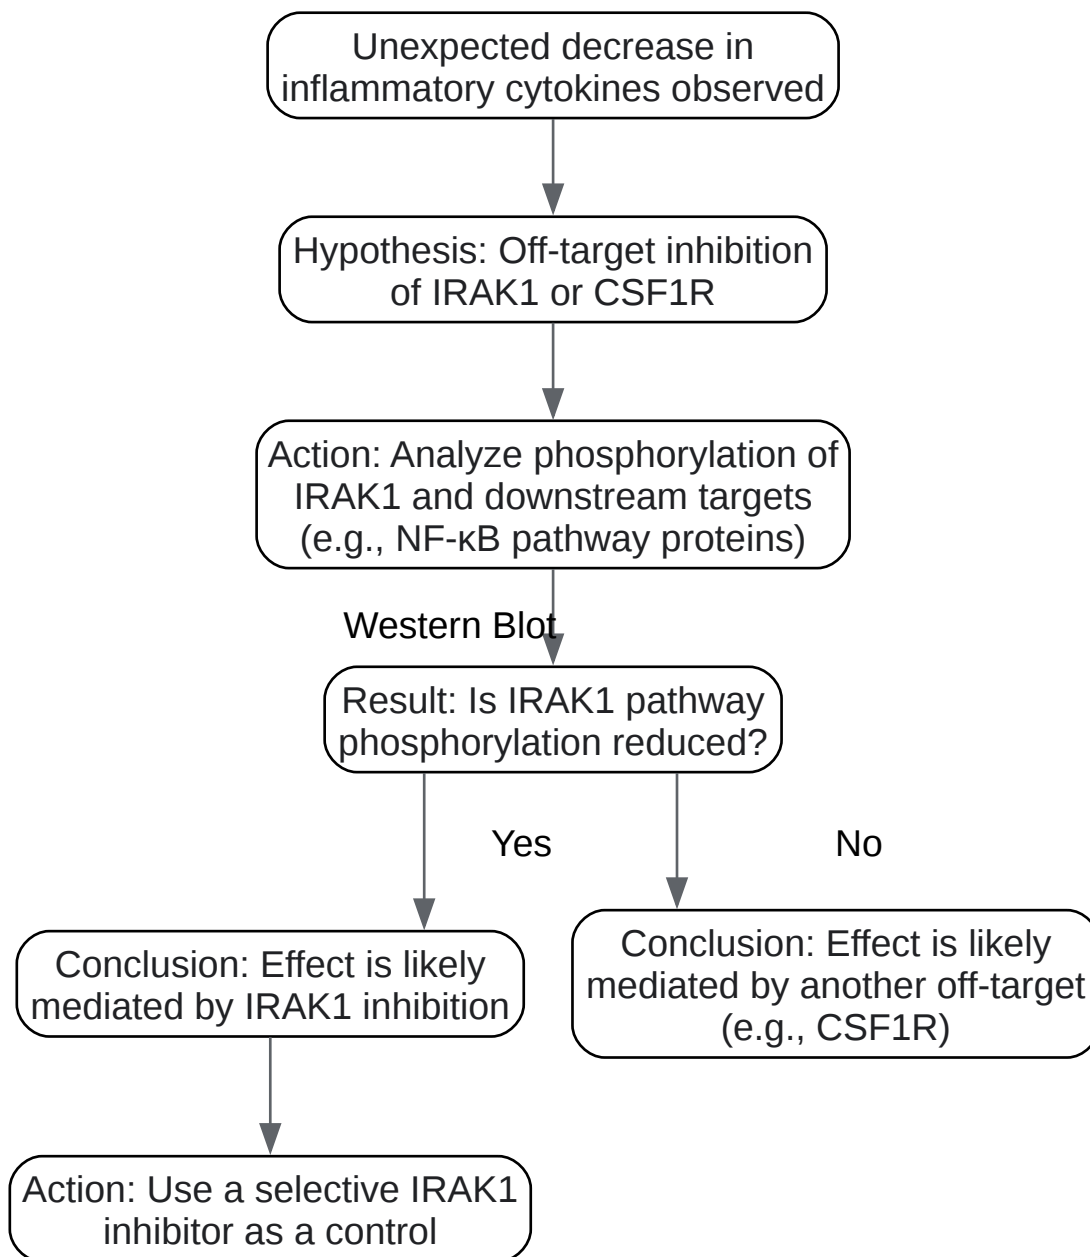 Unexpected decrease in
inflammatory cytokines observed
Hypothesis: Off-target inhibition
of IRAK1 or CSF1R
Action: Analyze phosphorylation of
IRAK1 and downstream targets
(e.g., NF-κB pathway proteins)
Western Blot
Result: Is IRAK1 pathway
phosphorylation reduced?
Yes
No
Conclusion: Effect is likely
mediated by IRAK1 inhibition
Conclusion: Effect is likely
mediated by another off-target
(e.g., CSF1R)
Action: Use a selective IRAK1
inhibitor as a control